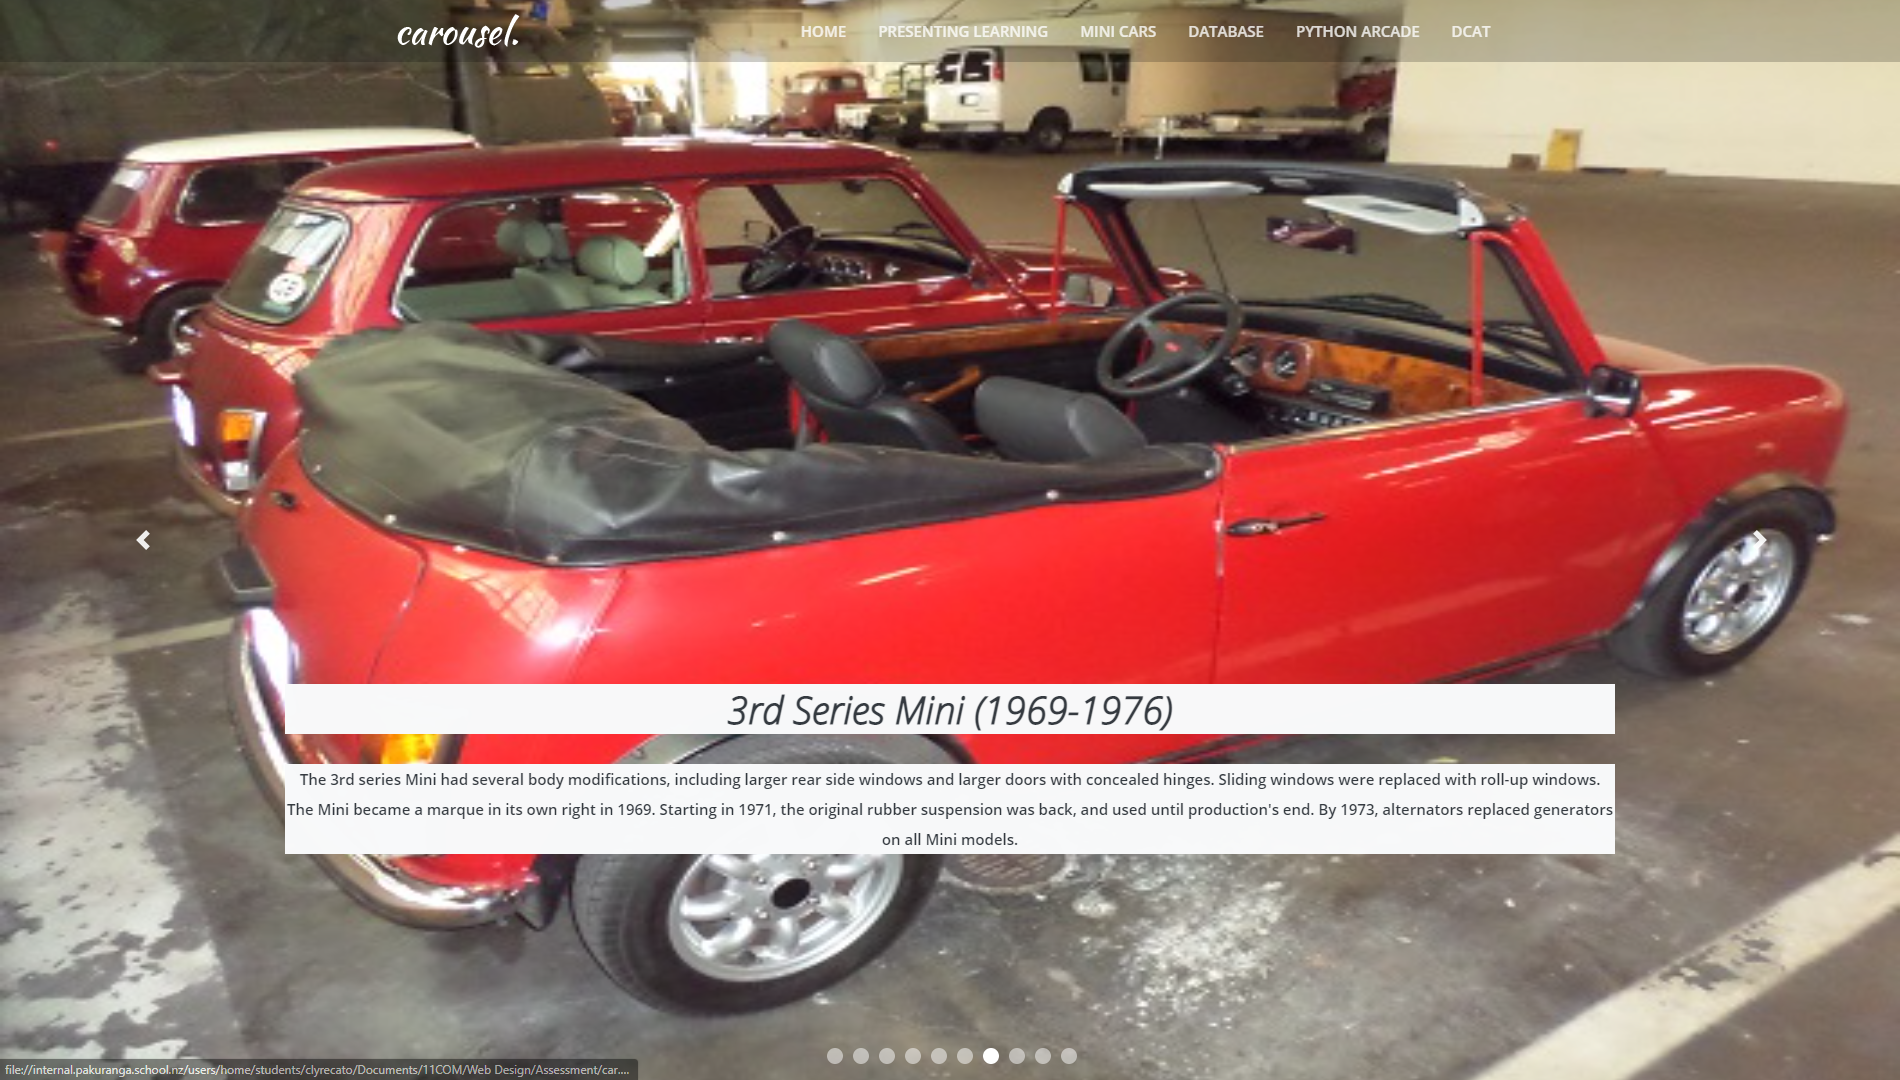 carousel.
HOME PRESENTING LEARNING MINI CARS DATABASE PYTHON ARCADE DCAT
3rd Series Mini (1969-1976)
The 3rd series Mini had several body modifications, including larger rear side windows and larger doors with concealed hinges. Sliding windows were replaced with roll-up windows.
The Mini became a marque in its own right in 1969. Starting in 1971, the original rubber suspension was back, and used until production's end. By 1973, alternators replaced generators
on all Mini models.
file://internal.pakuranga.school.nz/users/home/students/clyrecato/Documents/11COM/Web Design/Assessment/car....